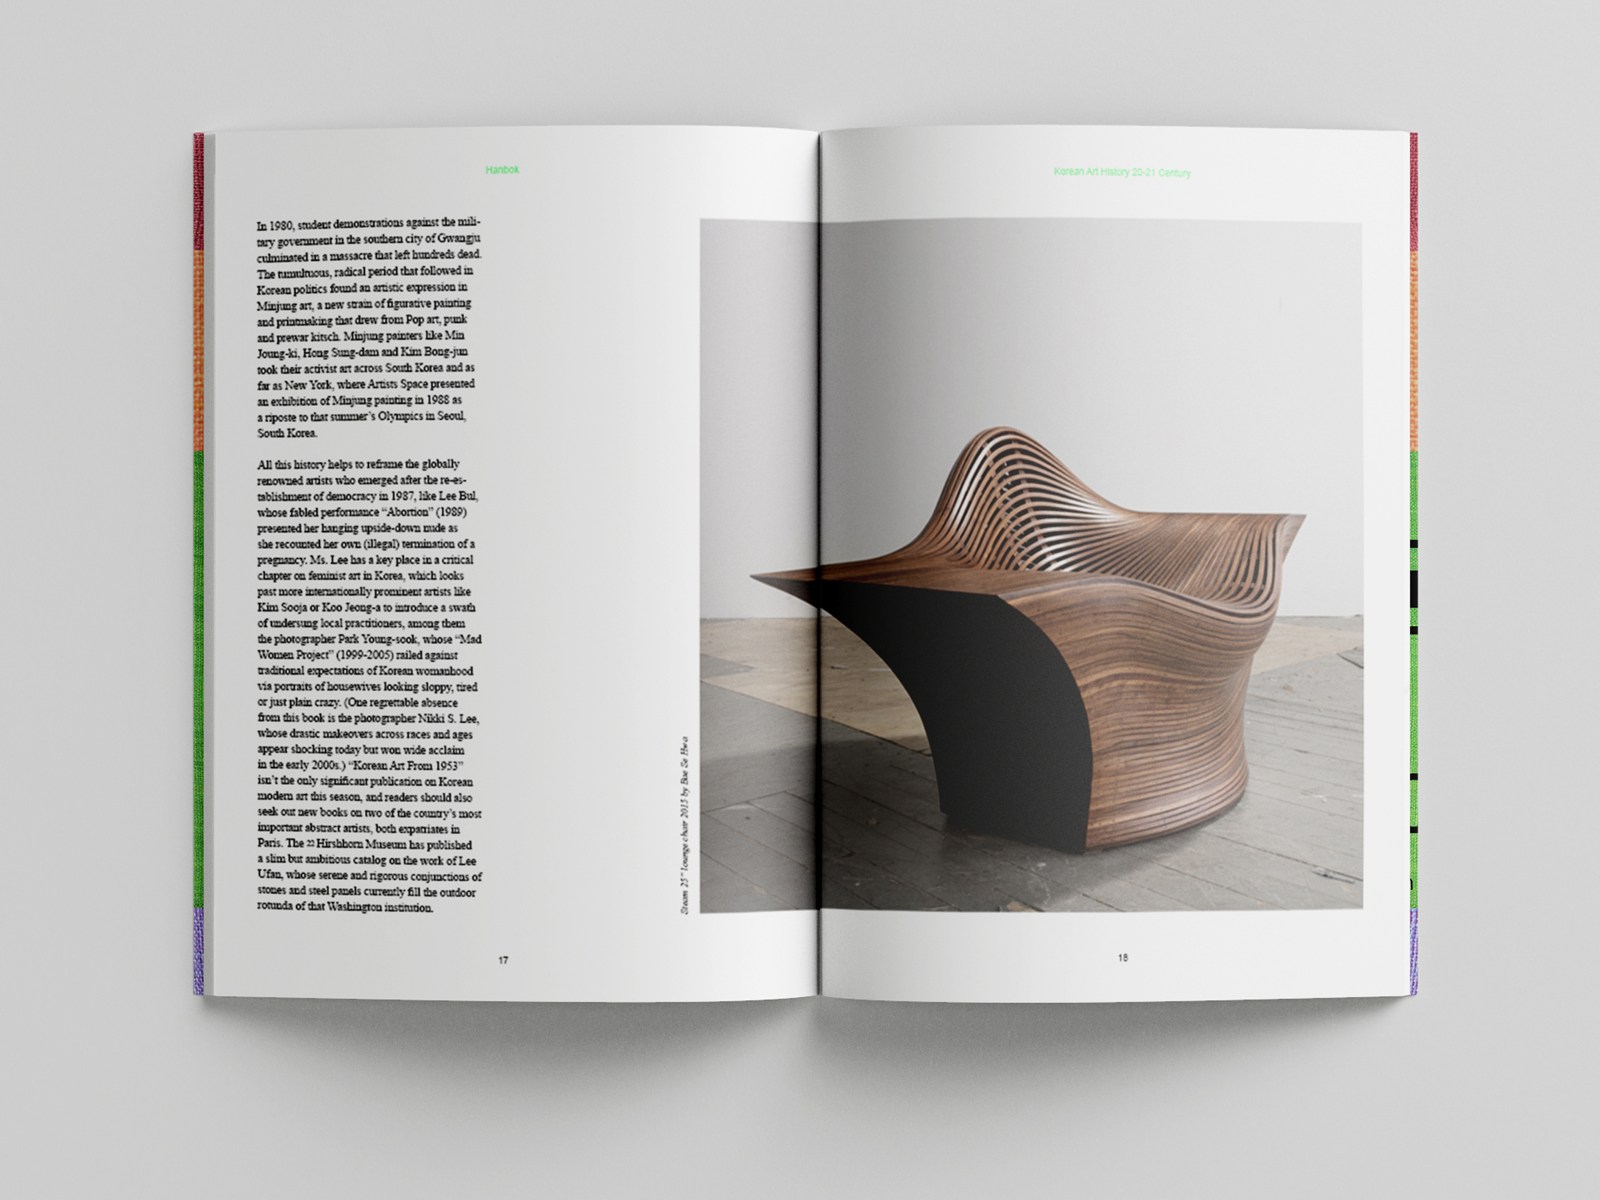 Hanbok
In 1980, student demonstrations against the mili-
tary government in the southern city of Gwangju
culminated in a massacre that left hundreds dead.
The tumultuous, radical period that followed in
Korean politics found an artistic expression in
Minjung art, a new strain of figurative painting
and printmaking that drew from Pop art, punk
and prewar kitsch. Minjung painters like Min
Joung-ki, Hong Sung-dam and Kim Bong-jun
took their activist art across South Korea and as
far as New York, where Artists Space presented
an exhibition of Minjung painting in 1988 as
a riposte to that summer's Olympics in Seoul,
South Korea.
All this history helps to reframe the globally
renowned artists who emerged after the re-es-
tablishment of democracy in 1987, like Lee Bul,
whose fabled performance “Abortion” (1989)
presented her hanging upside-down nude as
she recounted her own (illegal) termination of a
pregnancy. Ms. Lee has a key place in a critical
chapter on feminist art in Korea, which looks
past more internationally prominent artists like
Kim Sooja or Koo Jeong-a to introduce a swath
of undersung local practitioners, among them
the photographer Park Young-sook, whose “Mad
Women Project” (1999-2005) railed against
traditional expectations of Korean womanhood
via portraits of housewives looking sloppy, tired
or just plain crazy. (One regrettable absence
from this book is the photographer Nikki S. Lee,
whose drastic makeovers across races and ages
appear shocking today but won wide acclaim
in the early 2000s.) “Korean Art From 1953”
isn't the only significant publication on Korean
modern art this season, and readers should also
seek out new books on two of the country's most
important abstract artists, both expatriates in
Paris. The 22 Hirshhorn Museum has published
a slim but ambitious catalog on the work of Lee
Ufan, whose serene and rigorous conjunctions of
stones and steel panels currently fill the outdoor
rotunda of that Washington institution.
17
Steam 25" Lounge chair 2015 by Bae Se Hwa
Korean Art History 20-21 Century
18